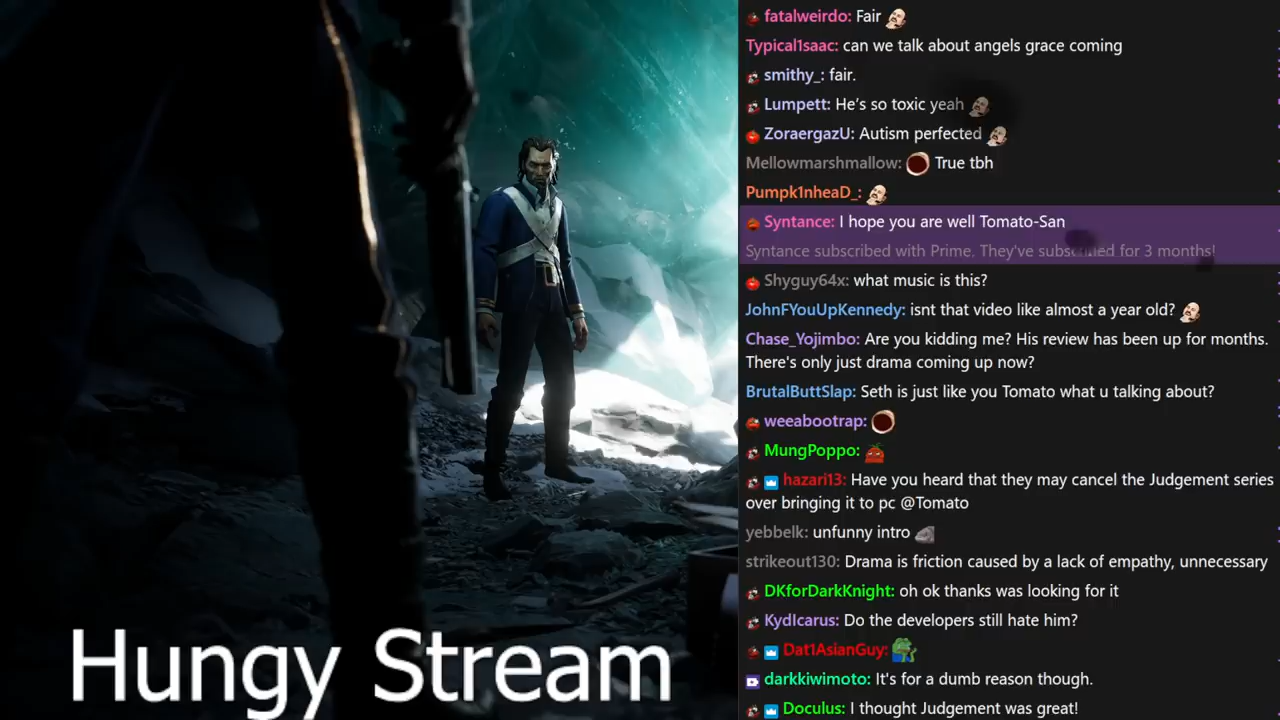 fatalweirdo: Fair
Typical1saac: can we talk about angels grace coming
smithy_: fair.
Lumpett: He's so toxic yeah
ZoraergazU: Autism perfected
Mellowmarshmallow: True tbh
Pumpk1nheaD_:
Syntance: I hope you are well Tomato-San
Syntance subscribed with Prime. They've subscribed for 3 months!
Shyguy64x: what music is this?
JohnFYouUpKennedy: isnt that video like almost a year old?
Chase_Yojimbo: Are you kidding me? His review has been up for months.
There's only just drama coming up now?
BrutalButtSlap: Seth is just like you Tomato what u talking about?
weeabootrap:
MungPoppo:
hazari13: Have you heard that they may cancel the Judgement series
over bringing it to pc @Tomato
yebbelk: unfunny intro
strikeout130: Drama is friction caused by a lack of empathy, unnecessary
DKforDarkKnight: oh ok thanks was looking for it
KydIcarus: Do the developers still hate him?
Dat1AsianGuy:
darkkiwimoto: It's for a dumb reason though.
Doculus: I thought Judgement was great!
Hungy Stream